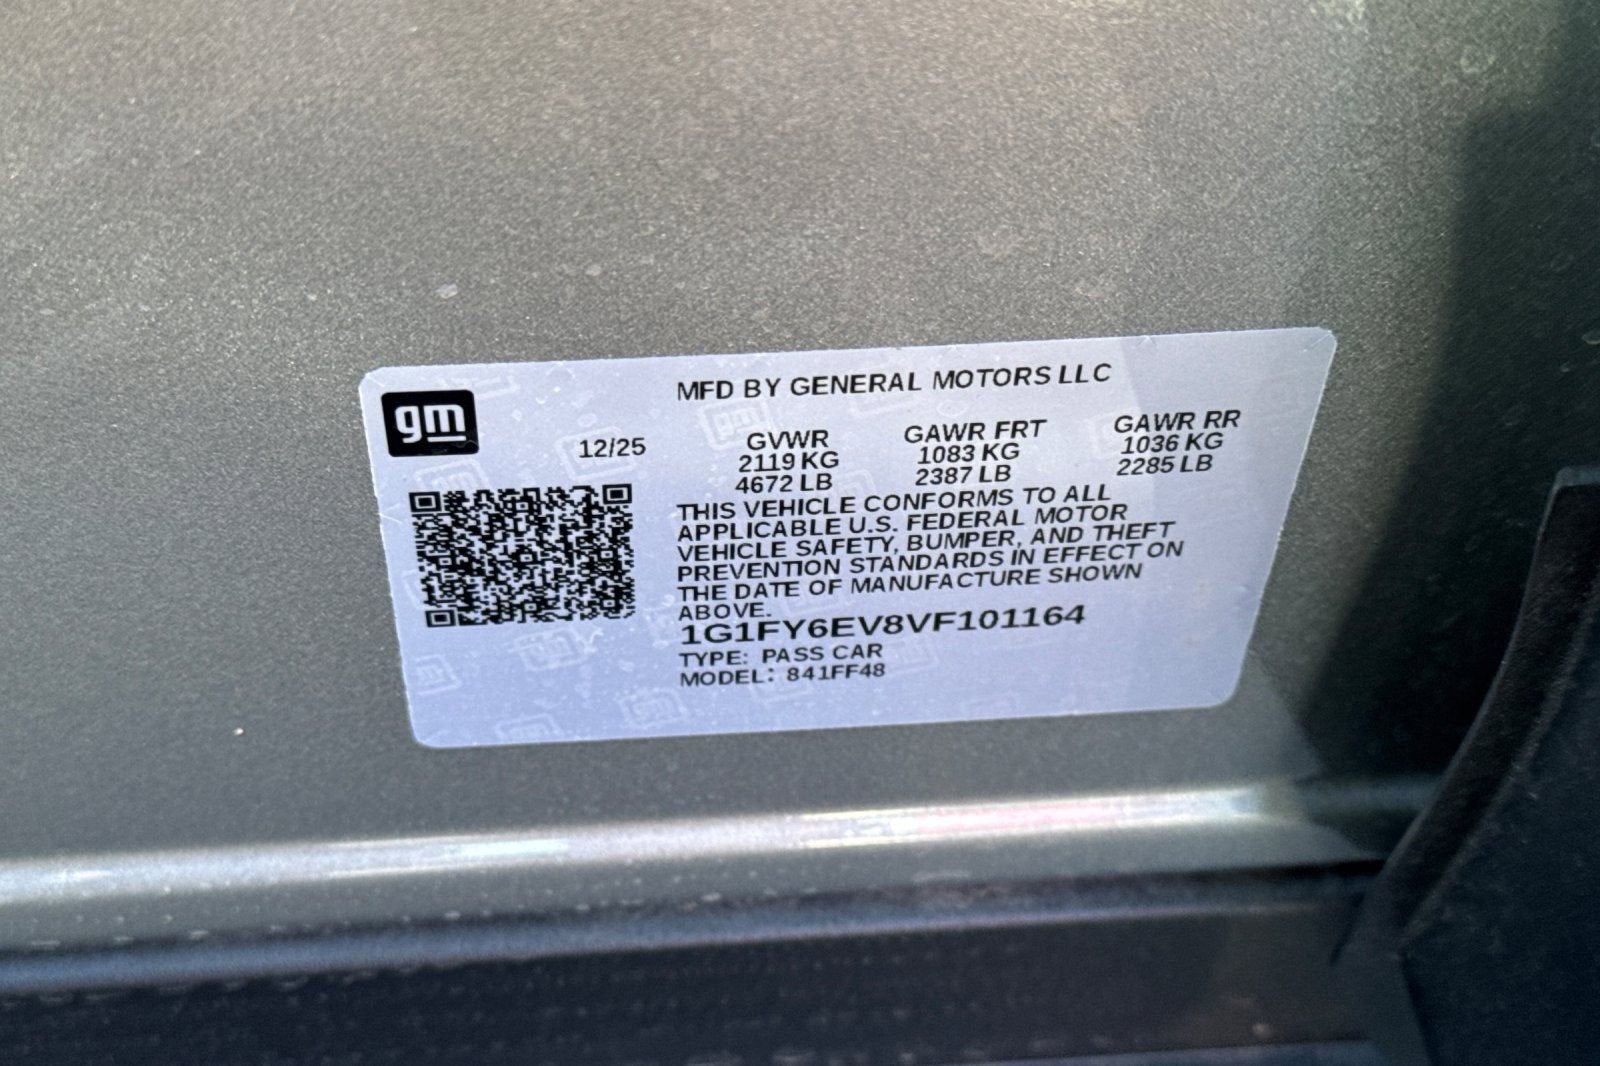 gm
MFD BY GENERAL MOTORS LLC
12/25
GVWR
2119 KG
4672 LB
GAWR FRT
1083 KG
2387 LB
GAWR RR
1036 KG
2285 LB
THIS VEHICLE CONFORMS TO ALL
APPLICABLE U.S. FEDERAL MOTOR
VEHICLE SAFETY, BUMPER, AND THEFT
PREVENTION STANDARDS IN EFFECT ON
THE DATE OF MANUFACTURE SHOWN
ABOVE.
1G1FY6EV8VF101164
TYPE: PASS CAR
MODEL: 841FF48